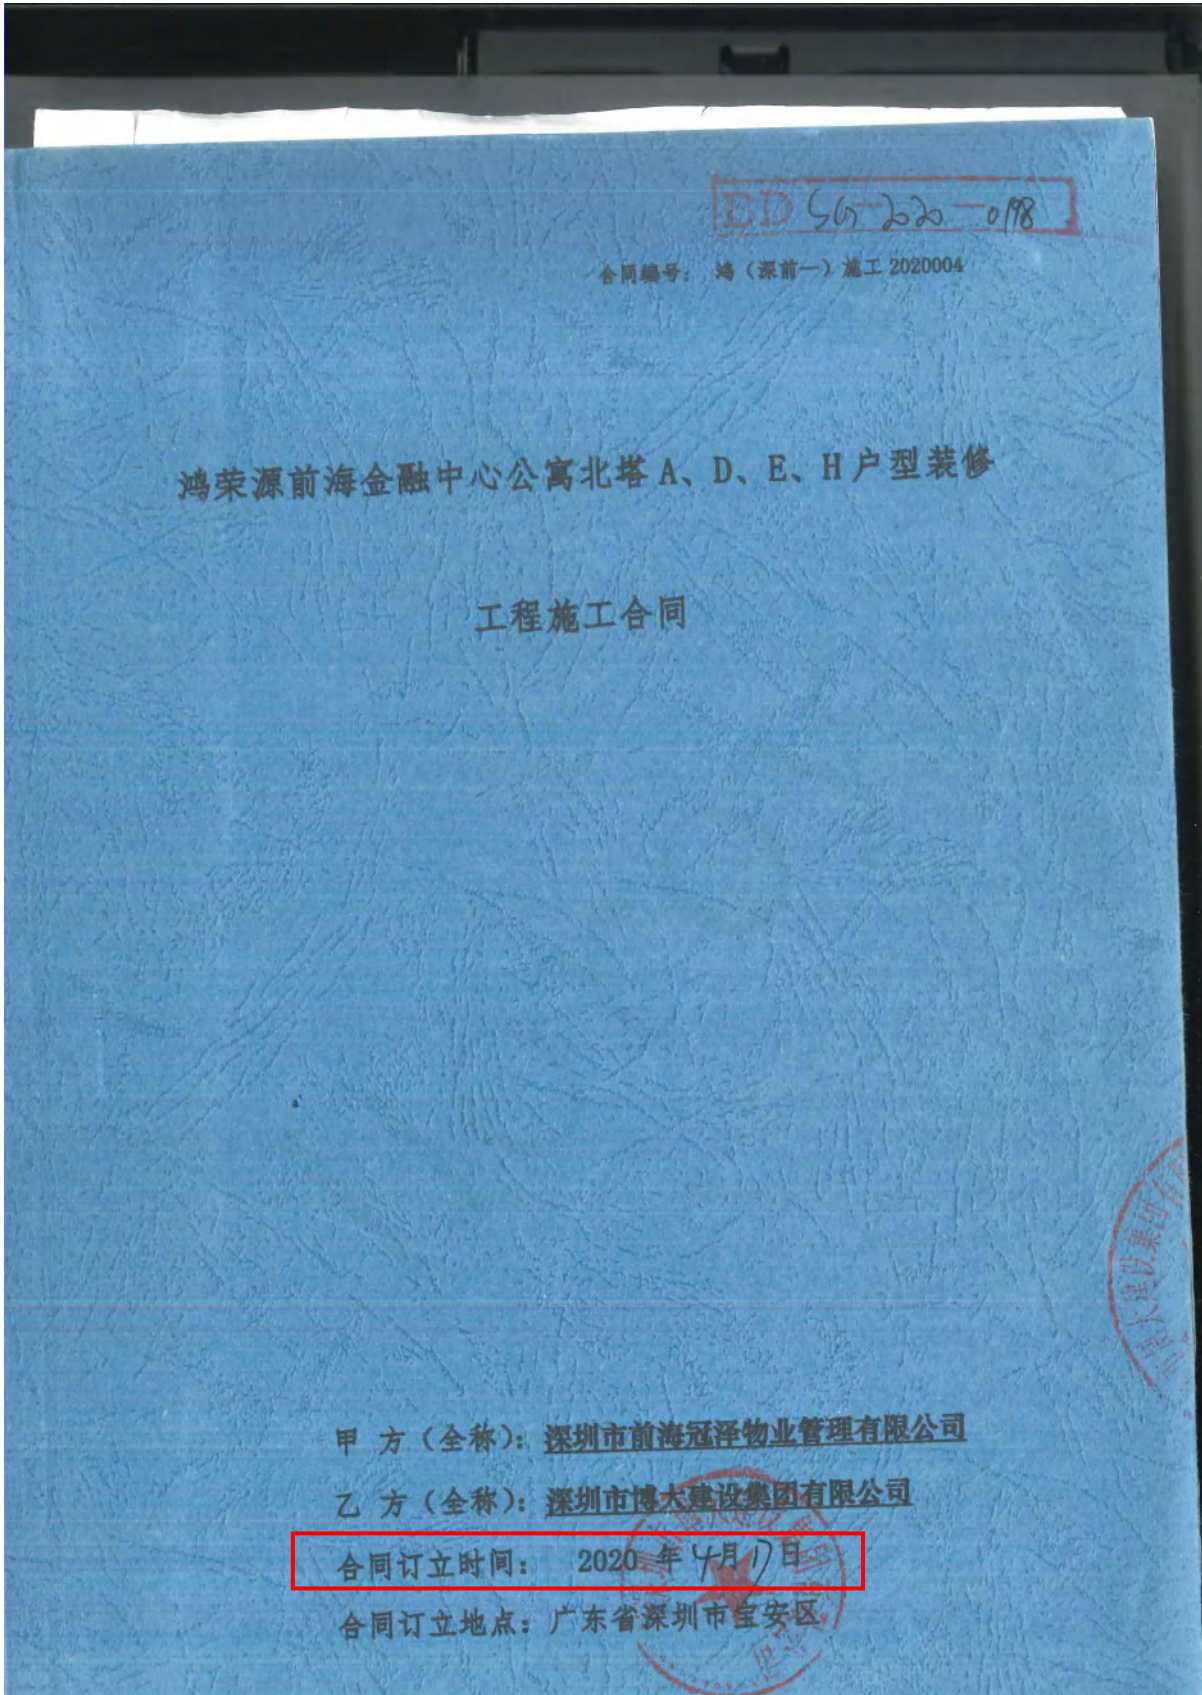 BD SG-2020-0198
合同编号： 鸿（深前一）施工 2020004
鸿荣源前海金融中心公寓北塔 A、D、E、H 户型装修
工程施工合同
甲 方（全称）：深圳市前海冠泽物业管理有限公司
乙 方（全称）：深圳市博大建设集团有限公司
合同订立时间： 2020 年 4月 17 日
合同订立地点：广东省深圳市宝安区